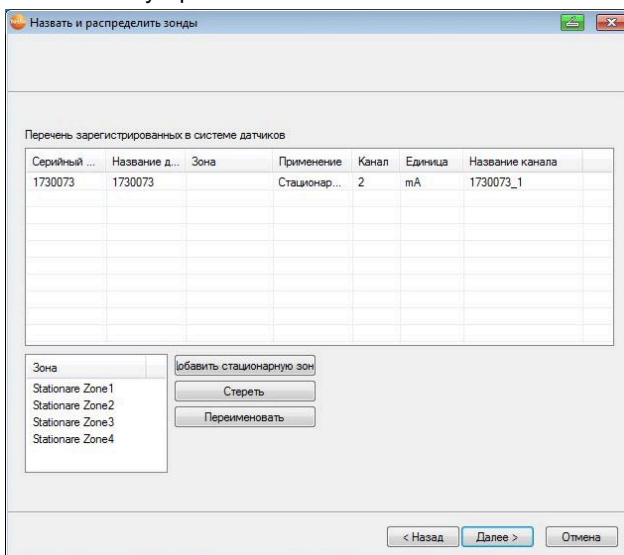 Назвать и распределить зонды
Перечень зарегистрированных в системе датчиков
Серийный ... Название д... Зона Применение Канал Единица Название канала
1730073 1730073 Стационар... 2 mA 1730073_1
Зона
Stationare Zone1
Stationare Zone2
Stationare Zone3
Stationare Zone4
обавить стационарную зон
Стереть
Переименовать
< Назад Далее > Отмена